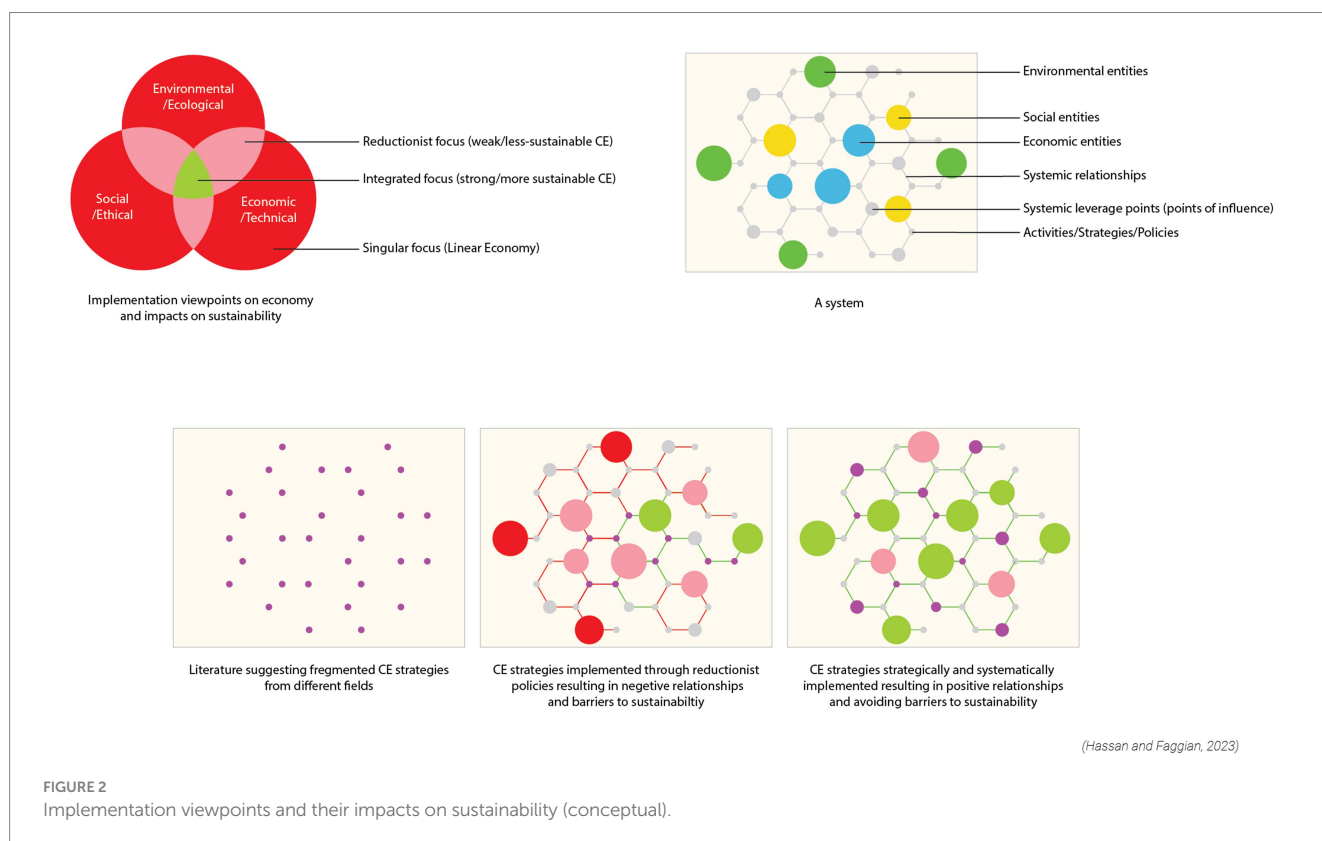 Environmental
/Ecological
Social
/Ethical
Economic
/Technical
Reductionist focus (weak/less-sustainable CE)
Integrated focus (strong/more sustainable CE)
Singular focus (Linear Economy)
Implementation viewpoints on economy
and impacts on sustainability
Environmental entities
Social entities
Economic entities
Systemic relationships
Systemic leverage points (points of influence)
Activities/Strategies/Policies
A system
Literature suggesting fregmented CE strategies
from different fields
CE strategies implemented through reductionist
policies resulting in negetive relationships
and barriers to sustainabiltiy
CE strategies strategically and systematically
implemented resulting in positive relationships
and avoiding barriers to sustainability
(Hassan and Faggian, 2023)
FIGURE 2
Implementation viewpoints and their impacts on sustainability (conceptual).